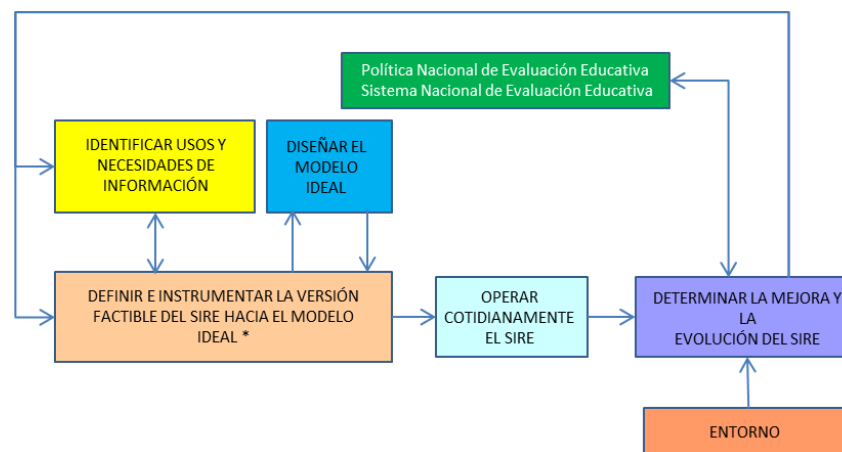 Política Nacional de Evaluación Educativa
Sistema Nacional de Evaluación Educativa
IDENTIFICAR USOS Y
NECESIDADES DE
INFORMACIÓN
DISEÑAR EL
MODELO
IDEAL
DEFINIR E INSTRUMENTAR LA VERSIÓN
FACTIBLE DEL SIRE HACIA EL MODELO
IDEAL *
OPERAR
COTIDIANAMENTE
EL SIRE
DETERMINAR LA MEJORA Y
LA
EVOLUCIÓN DEL SIRE
ENTORNO